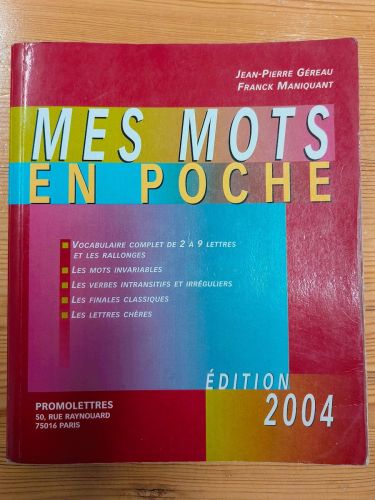 JEAN-PIERRE GÉREAU
FRANCK MANIQUANT
MES MOTS
EN POCHE
VOCABULAIRE COMPLET DE 2 À 9 LETTRES
ET LES RALLONGES
LES MOTS INVARIABLES
LES VERBES INTRANSITIFS ET IRRÉGULIERS
LES FINALES CLASSIQUES
LES LETTRES CHÈRES
ÉDITION
2004
PROMOLETTRES
50, RUE RAYNOUARD
75016 PARIS